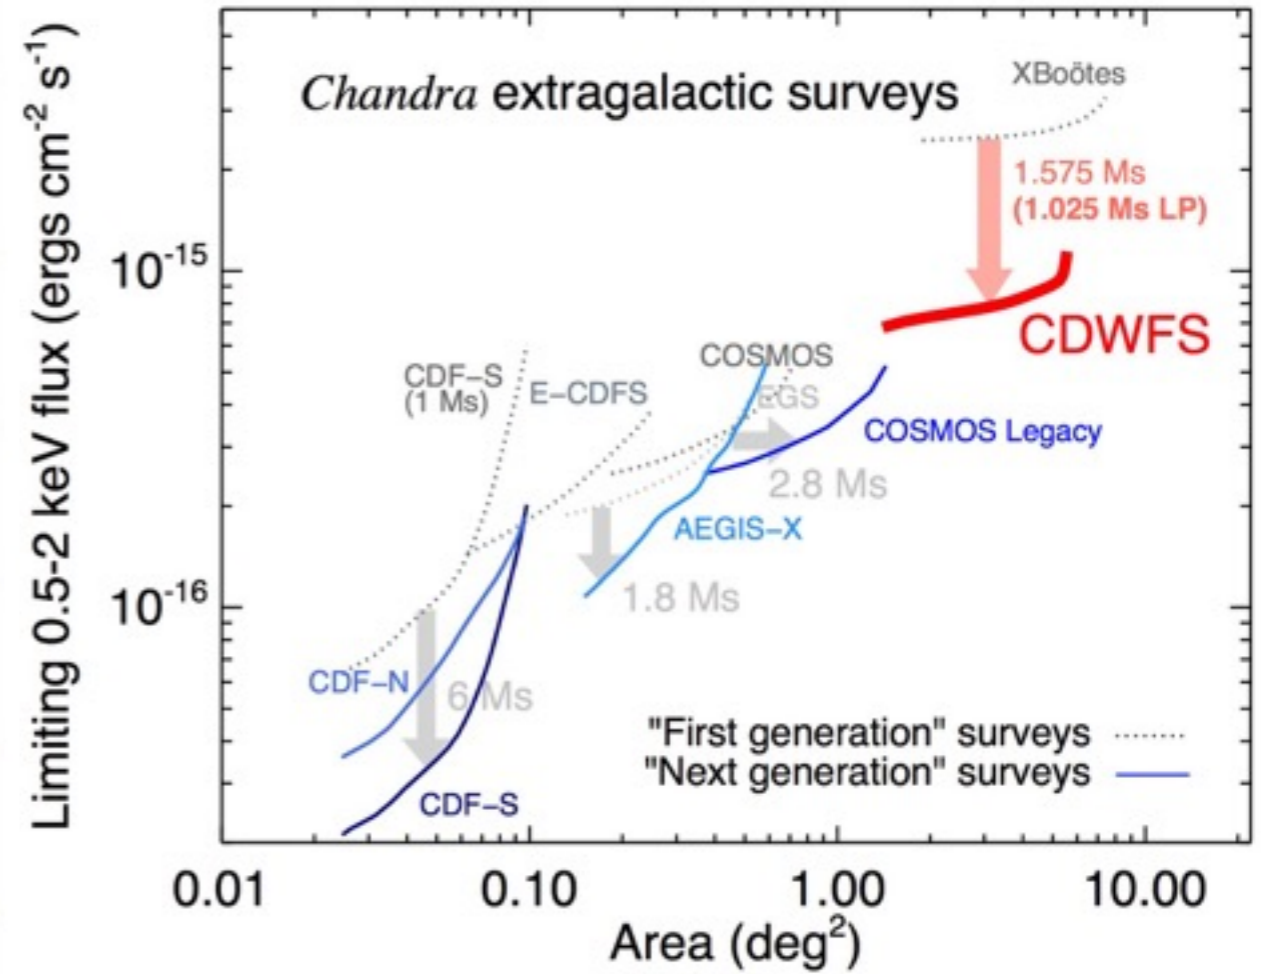 Chandra extragalactic surveys
XBoötes
1.575 Ms
(1.025 Ms LP)
CDWFS
COSMOS
EGS
CDF–S
(1 Ms)
E–CDFS
COSMOS Legacy
2.8 Ms
AEGIS–X
1.8 Ms
CDF–N
6 Ms
CDF–S
"First generation" surveys
"Next generation" surveys
Limiting 0.5-2 keV flux (ergs cm-2 s-1)
10-15
10-16
0.01 0.10 1.00 10.00
Area (deg2)